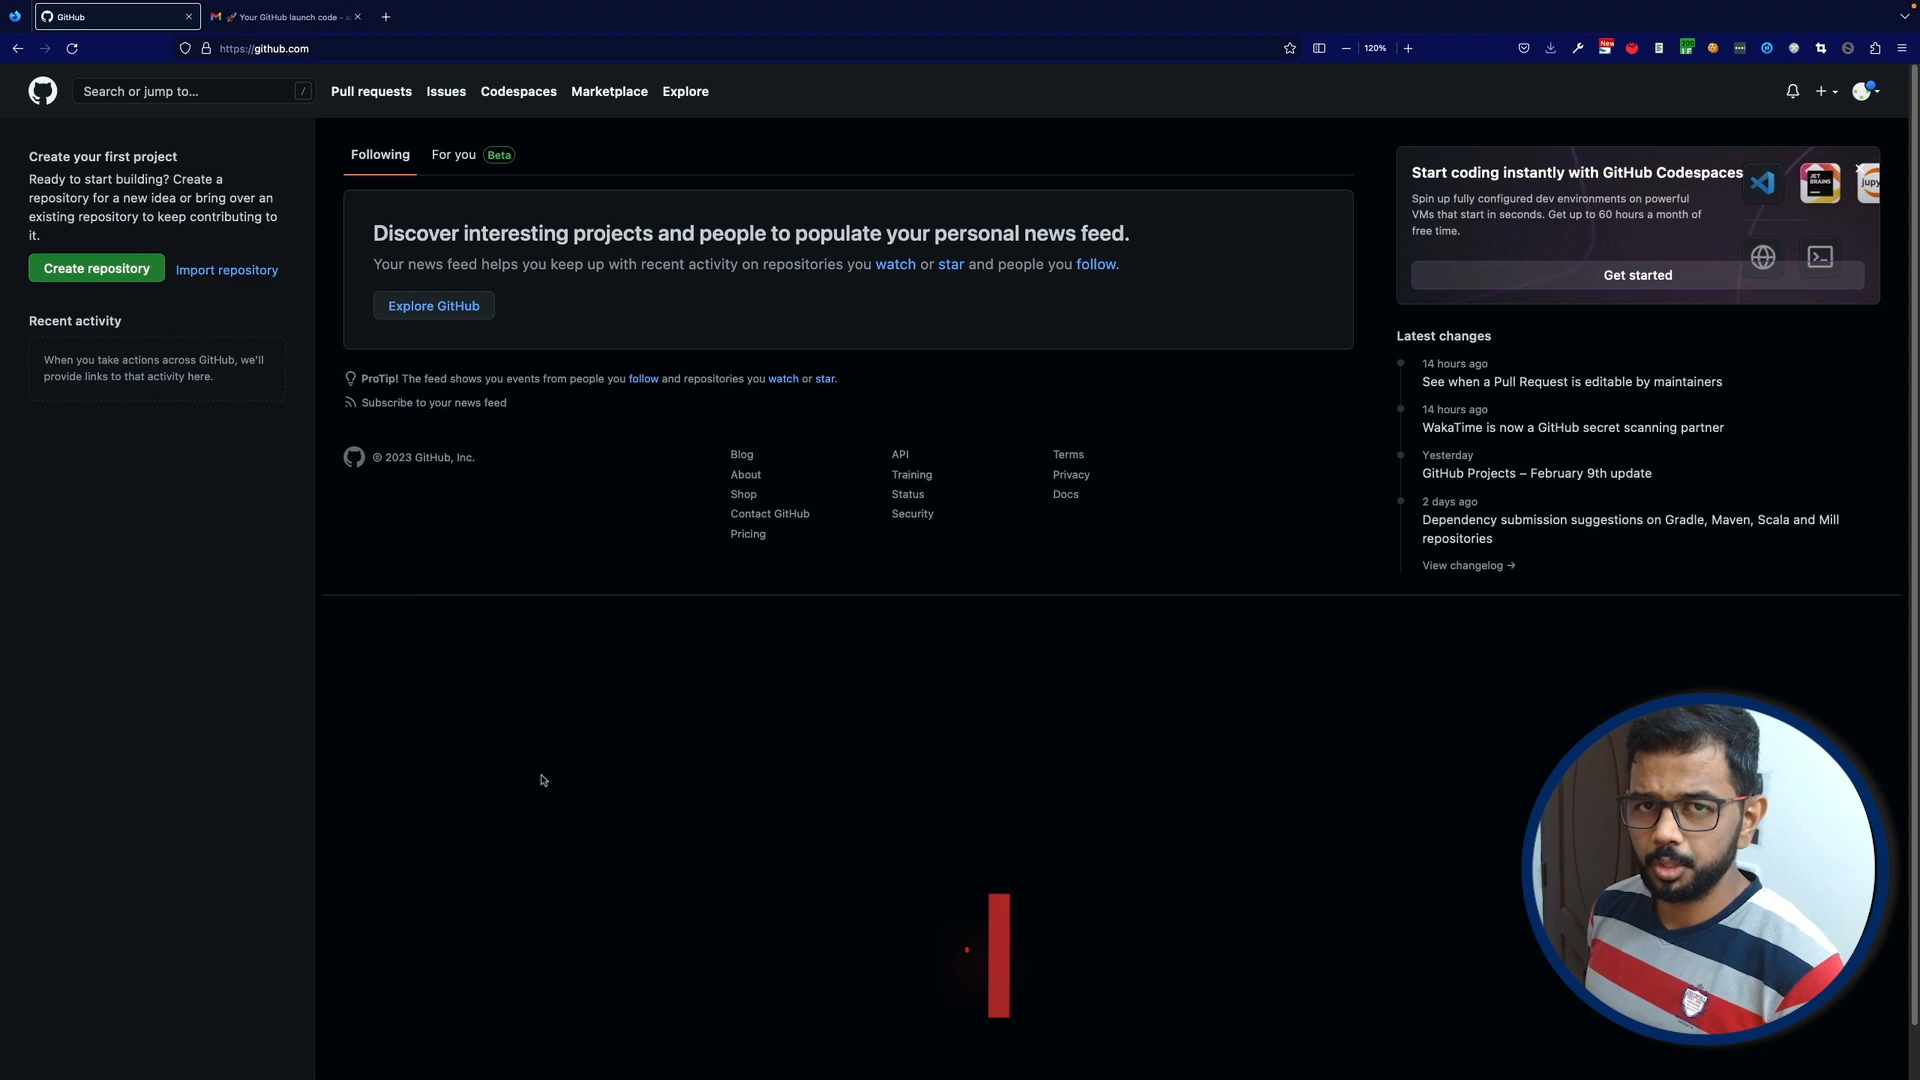 GitHub
Your GitHub launch code -
https://github.com
120%
New
200
Search or jump to...
/
Pull requests
Issues
Codespaces
Marketplace
Explore
Create your first project
Ready to start building? Create a
repository for a new idea or bring over an
existing repository to keep contributing to
it.
Create repository
Import repository
Recent activity
When you take actions across GitHub, we'll
provide links to that activity here.
Following
For you
Beta
Discover interesting projects and people to populate your personal news feed.
Your news feed helps you keep up with recent activity on repositories you watch or star and people you follow.
Explore GitHub
ProTip! The feed shows you events from people you follow and repositories you watch or star.
Subscribe to your news feed
© 2023 GitHub, Inc.
Blog
About
Shop
Contact GitHub
Pricing
API
Training
Status
Security
Terms
Privacy
Docs
Start coding instantly with GitHub Codespaces
JET
BRAINS
jupy
Spin up fully configured dev environments on powerful
VMs that start in seconds. Get up to 60 hours a month of
free time.
Get started
Latest changes
14 hours ago
See when a Pull Request is editable by maintainers
14 hours ago
WakaTime is now a GitHub secret scanning partner
Yesterday
GitHub Projects – February 9th update
2 days ago
Dependency submission suggestions on Gradle, Maven, Scala and Mill
repositories
View changelog →